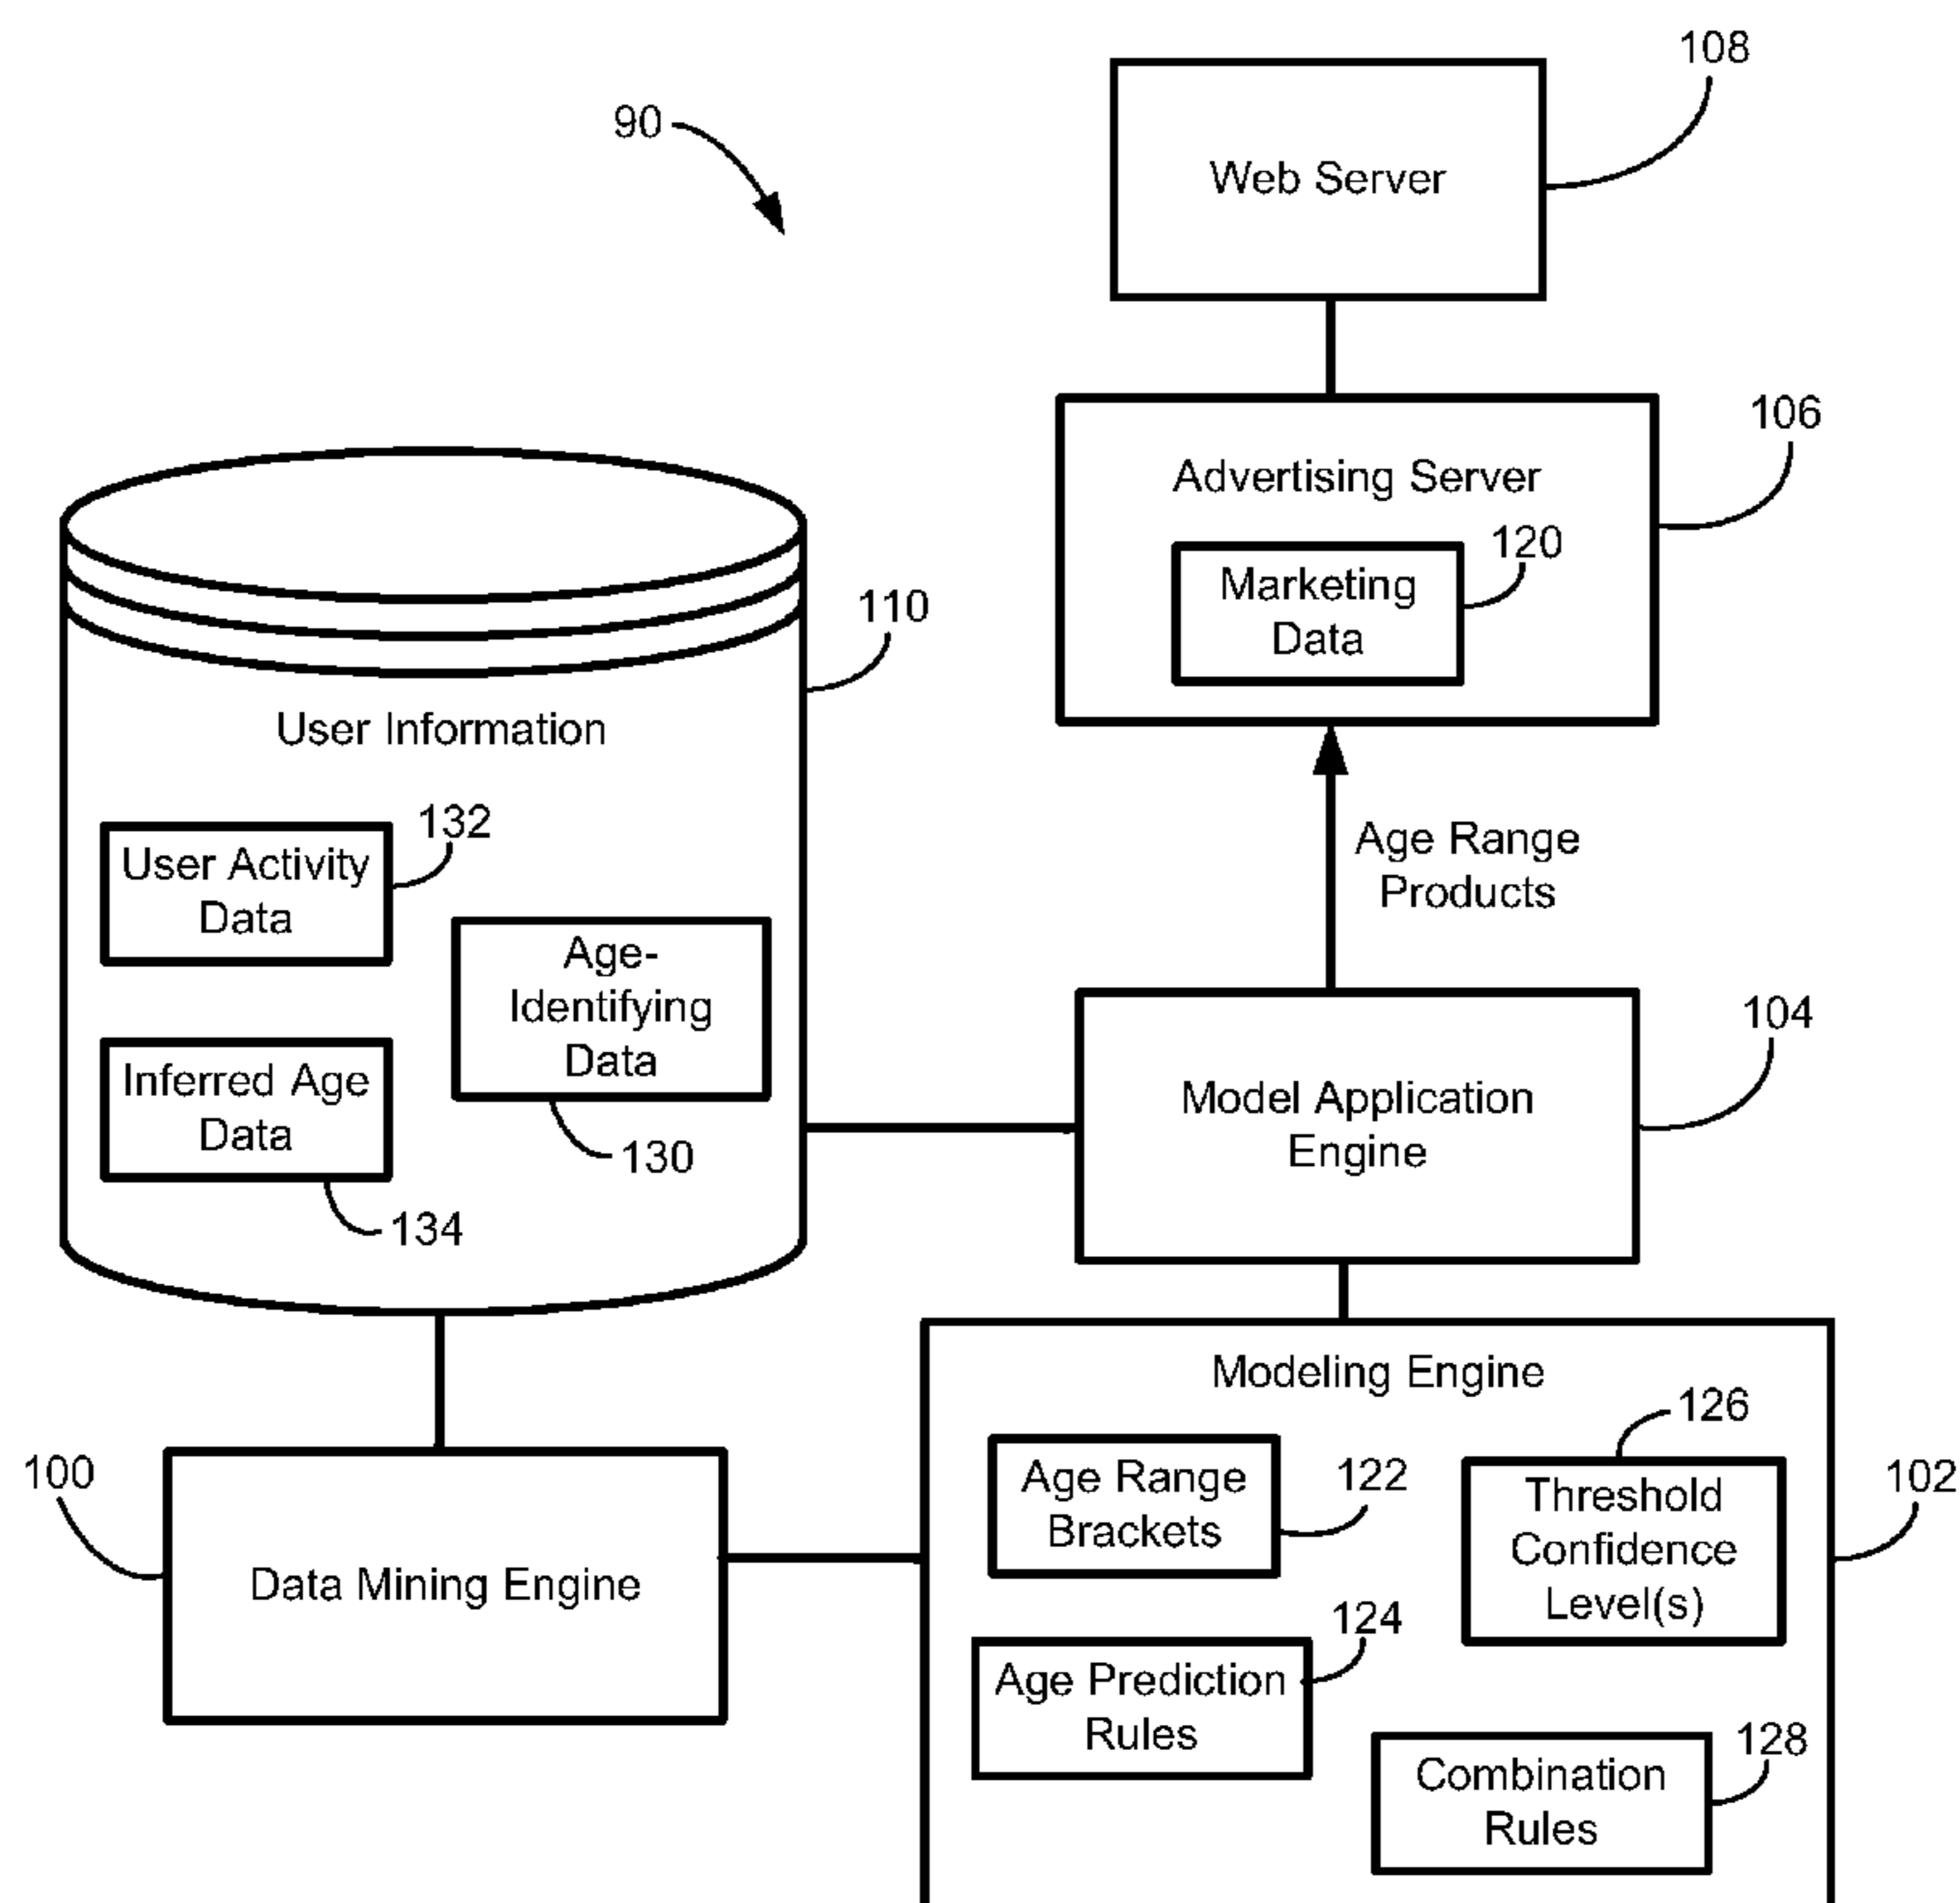 108
90
Web Server
106
Advertising Server
120
Marketing
Data
110
User Information
132
User Activity
Data
Age Range
Products
Age-
Identifying
Data
104
Inferred Age
Data
Model Application
Engine
130
134
Modeling Engine
126
100
Age Range
Brackets
122
Threshold
Confidence
Level(s)
102
Data Mining Engine
124
Age Prediction
Rules
128
Combination
Rules